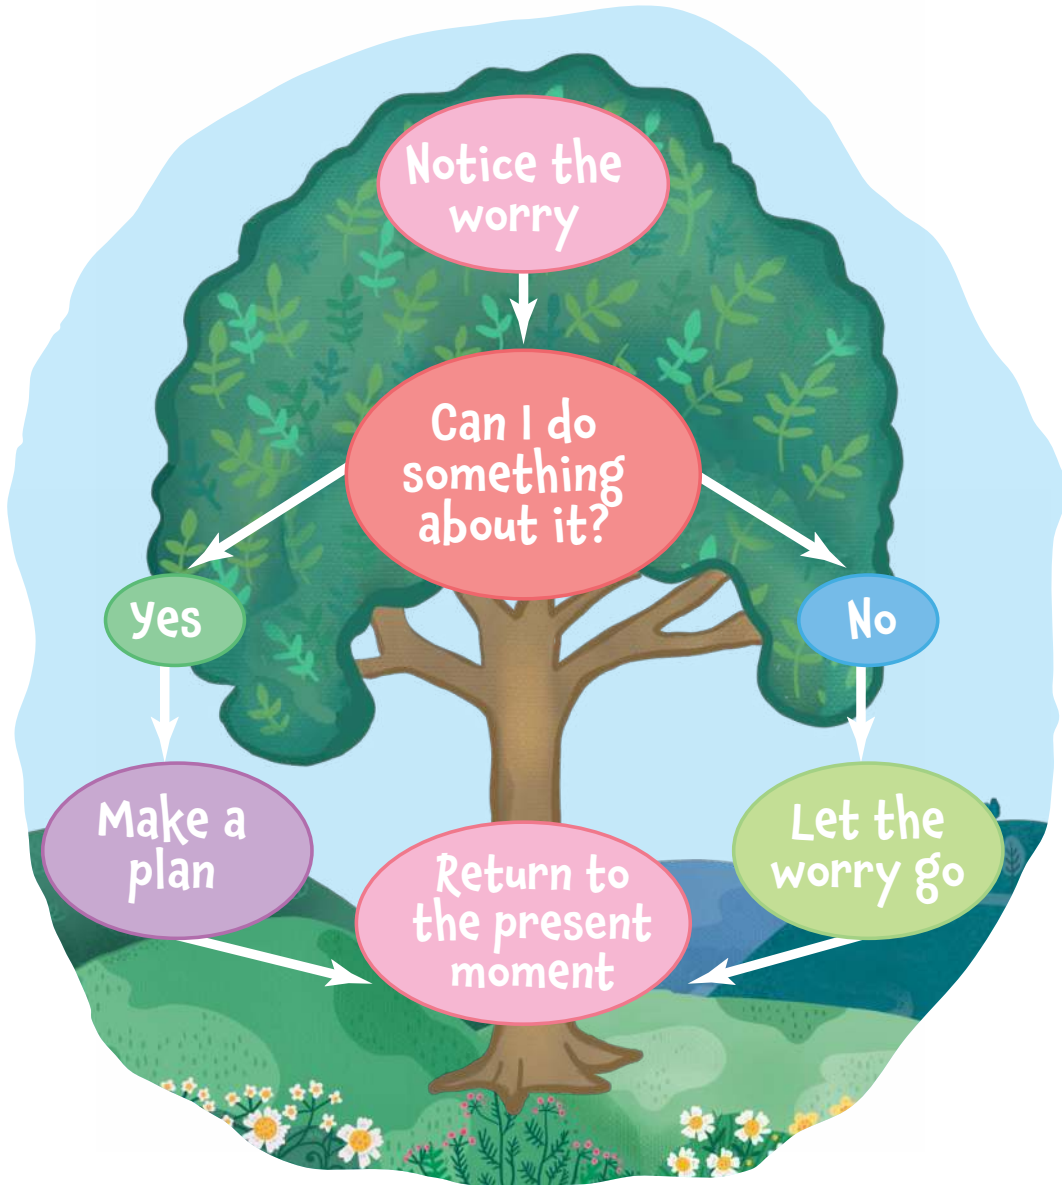 Notice the
worry
Can I do
something
about it?
Yes
No
Make a
plan
Let the
worry go
Return to
the present
moment